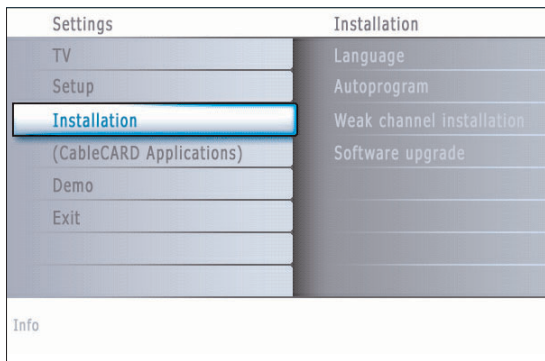 Settings
TV
Setup
Installation
(CableCARD Applications)
Demo
Exit
Installation
Language
Autoprogram
Weak channel installation
Software upgrade
Info